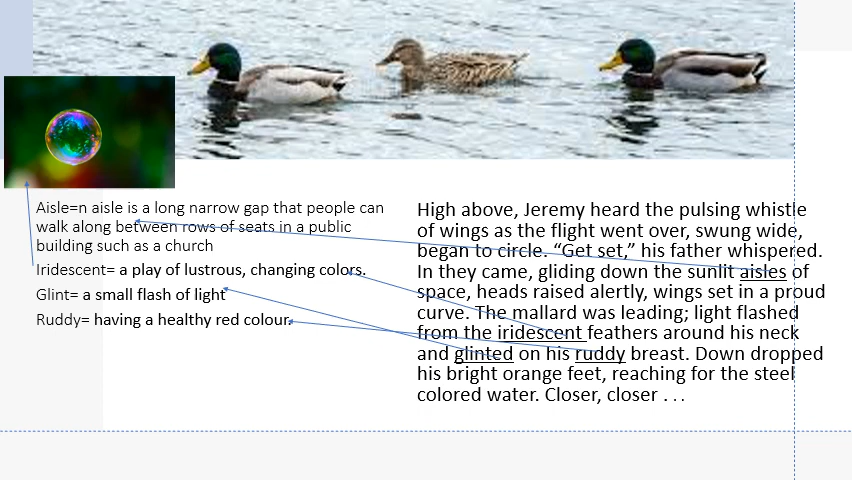 Aisle=n aisle is a long narrow gap that people can
walk along between rows of seats in a public
building such as a church
Iridescent= a play of lustrous, changing colors.
Glint= a small flash of light
Ruddy= having a healthy red colour.
High above, Jeremy heard the pulsing whistle
of wings as the flight went over, swung wide,
began to circle. “Get set,” his father whispered.
In they came, gliding down the sunlit aisles of
space, heads raised alertly, wings set in a proud
curve. The mallard was leading; light flashed
from the iridescent feathers around his neck
and glinted on his ruddy breast. Down dropped
his bright orange feet, reaching for the steel
colored water. Closer, closer . . .